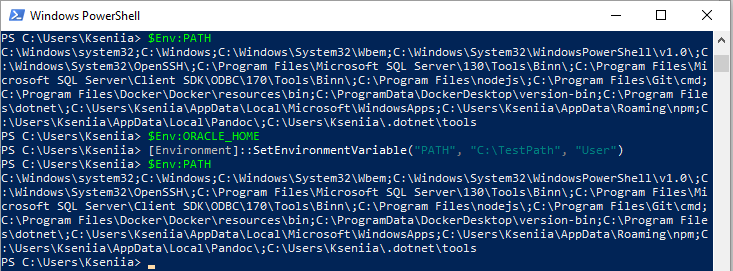 Windows PowerShell
PS C:\Users\Kseniia> $Env:PATH
C:\Windows\system32;C:\Windows;C:\Windows\System32\Wbem;C:\Windows\System32\WindowsPowerShell\v1.0\;C
:\Windows\System32\OpenSSH\;C:\Program Files\Microsoft SQL Server\130\Tools\Binn\;C:\Program Files\Mi
crosoft SQL Server\Client SDK\ODBC\170\Tools\Binn\;C:\Program Files\nodejs\;C:\Program Files\Git\cmd;
C:\Program Files\Docker\Docker\resources\bin;C:\ProgramData\DockerDesktop\version-bin;C:\Program File
s\dotnet\;C:\Users\Kseniia\AppData\Local\Microsoft\WindowsApps;C:\Users\Kseniia\AppData\Roaming\npm;C
:\Users\Kseniia\AppData\Local\Pandoc\;C:\Users\Kseniia\.dotnet\tools
PS C:\Users\Kseniia> $Env:ORACLE_HOME
PS C:\Users\Kseniia> [Environment]::SetEnvironmentVariable("PATH", "C:\TestPath", "User")
PS C:\Users\Kseniia> $Env:PATH
C:\Windows\system32;C:\Windows;C:\Windows\System32\Wbem;C:\Windows\System32\WindowsPowerShell\v1.0\;C
:\Windows\System32\OpenSSH\;C:\Program Files\Microsoft SQL Server\130\Tools\Binn\;C:\Program Files\Mi
crosoft SQL Server\Client SDK\ODBC\170\Tools\Binn\;C:\Program Files\nodejs\;C:\Program Files\Git\cmd;
C:\Program Files\Docker\Docker\resources\bin;C:\ProgramData\DockerDesktop\version-bin;C:\Program File
s\dotnet\;C:\Users\Kseniia\AppData\Local\Microsoft\WindowsApps;C:\Users\Kseniia\AppData\Roaming\npm;C
:\Users\Kseniia\AppData\Local\Pandoc\;C:\Users\Kseniia\.dotnet\tools
PS C:\Users\Kseniia>